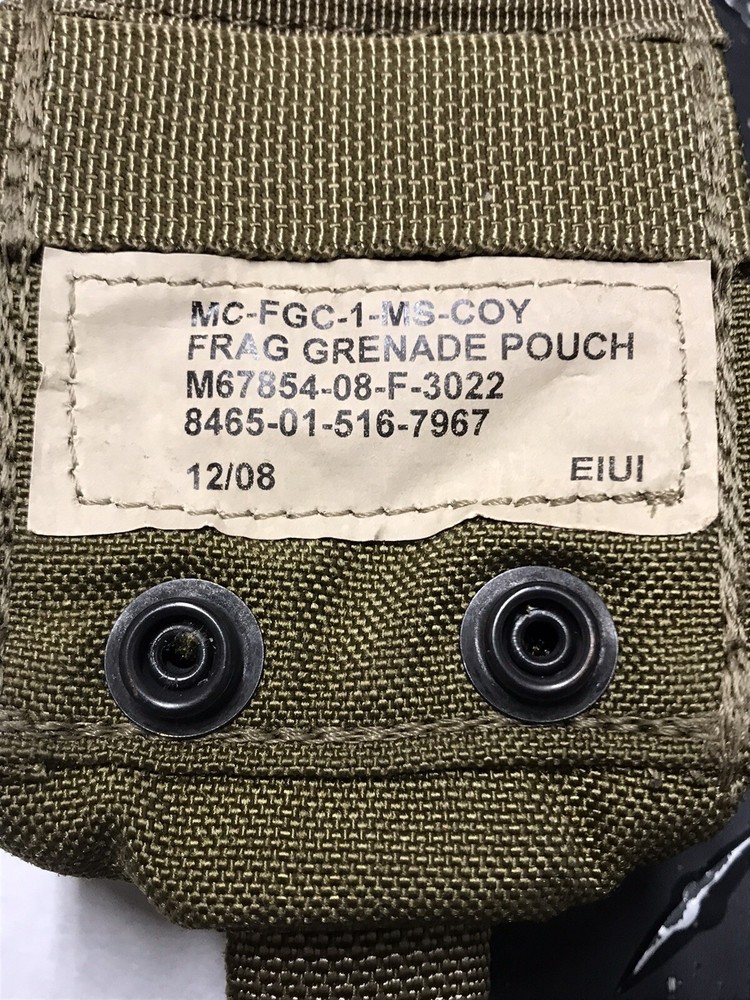 MC-FGC-1-MS-COY
FRAG GRENADE POUCH
M67854-08-F-3022
8465-01-516-7967
12/08 EIUI